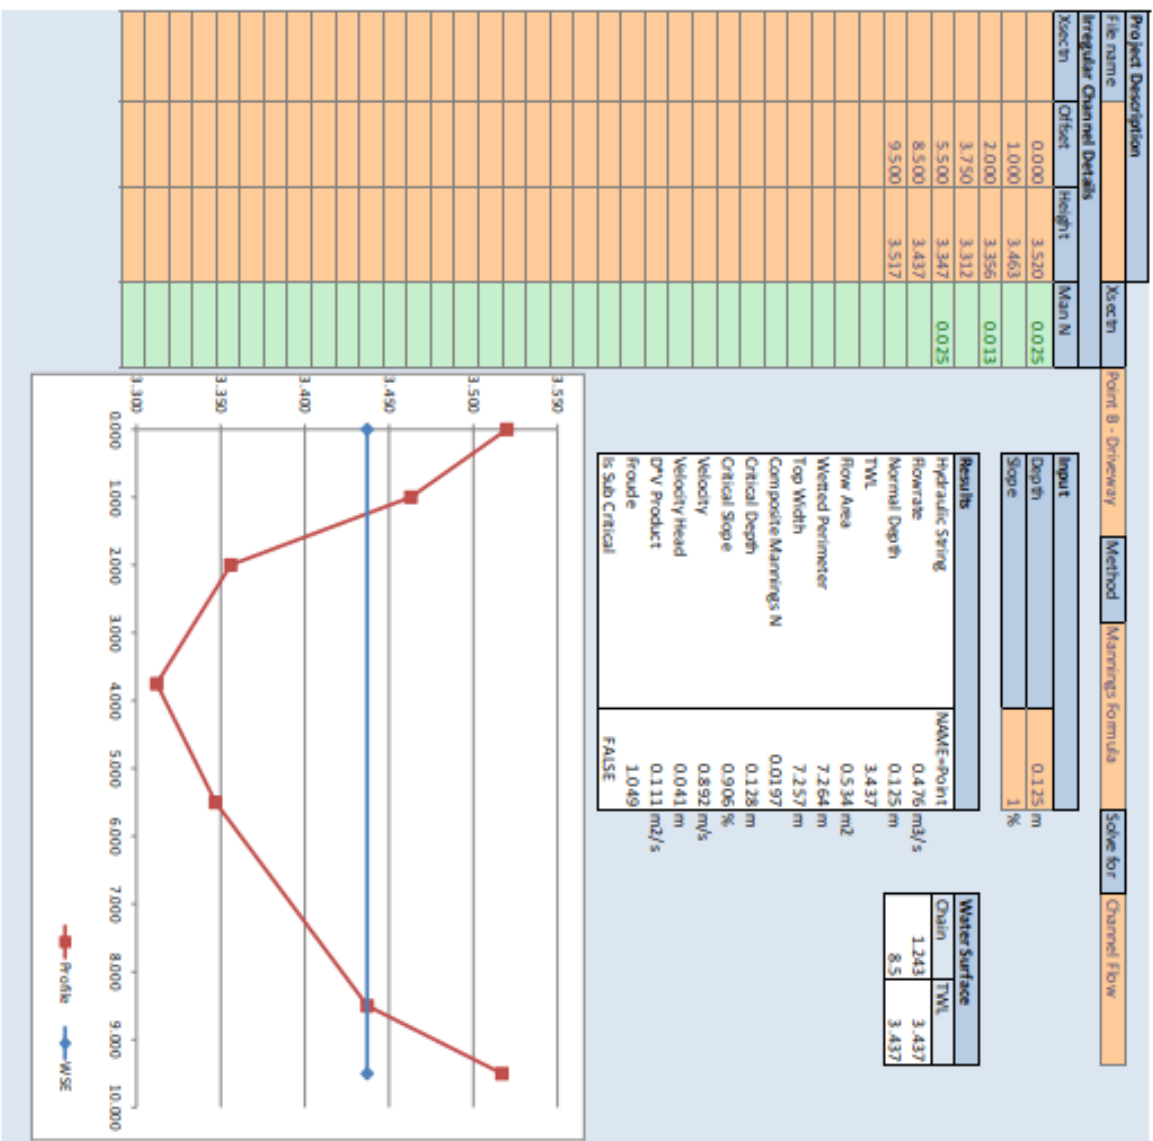 Project Description
File name Xsectn Point B - Driveway Method Mannings Formula Solve for Channel Flow
Irregular Channel Details
Xsectn Offset Height Man N
0.000 3.520 0.025
1.000 3.463
2.000 3.356 0.013
3.750 3.312
5.500 3.347 0.025
8.500 3.437
9.500 3.517
Input
Depth 0.125 m
Slope 1 %
Results
Hydraulic String NAME=Point
Flowrate 0.476 m3/s
Normal Depth 0.125 m
TWL 3.437
Flow Area 0.534 m2
Wetted Perimeter 7.264 m
Top Width 7.257 m
Composite Mannings N 0.0197
Critical Depth 0.128 m
Critical Slope 0.906 %
Velocity 0.892 m/s
Velocity Head 0.041 m
D*V Product 0.111 m2/s
Froude 1.049
Is Sub Critical FALSE
Water Surface
Chain TWL
1.243 3.437
8.5 3.437
3.550
3.500
3.450
3.400
3.350
3.300
0.000 1.000 2.000 3.000 4.000 5.000 6.000 7.000 8.000 9.000 10.000
Profile WSE